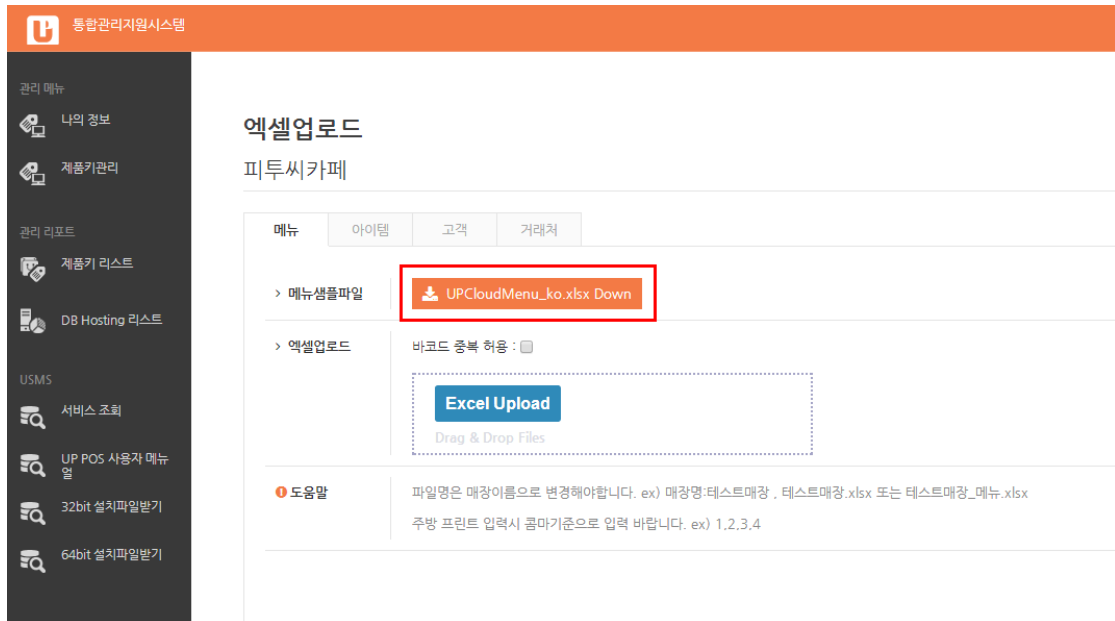 통합관리지원시스템
관리 메뉴
나의 정보
제품키관리
관리 리포트
제품키 리스트
DB Hosting 리스트
USMS
서비스 조회
UP POS 사용자 메뉴
얼
32bit 설치파일받기
64bit 설치파일받기
엑셀업로드
피투씨카페
메뉴 아이템 고객 거래처
> 메뉴샘플파일 UPCloudMenu_ko.xlsx Down
> 엑셀업로드 바코드 중복 허용 :
Excel Upload
Drag & Drop Files
도움말 파일명은 매장이름으로 변경해야합니다. ex) 매장명:테스트매장 , 테스트매장.xlsx 또는 테스트매장_메뉴.xlsx
주방 프린트 입력시 콤마기준으로 입력 바랍니다. ex) 1,2,3,4